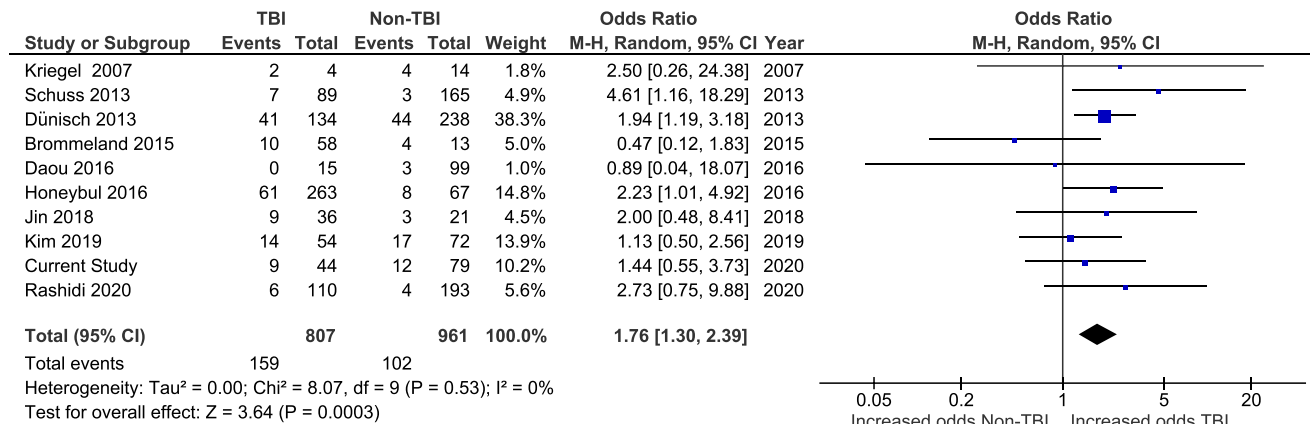 TBI Non-TBI Odds Ratio Odds Ratio
Study or Subgroup Events Total Events Total Weight M-H, Random, 95% CI Year M-H, Random, 95% CI
Kriegel 2007 2 4 4 14 1.8% 2.50 [0.26, 24.38] 2007
Schuss 2013 7 89 3 165 4.9% 4.61 [1.16, 18.29] 2013
Dünisch 2013 41 134 44 238 38.3% 1.94 [1.19, 3.18] 2013
Brommeland 2015 10 58 4 13 5.0% 0.47 [0.12, 1.83] 2015
Daou 2016 0 15 3 99 1.0% 0.89 [0.04, 18.07] 2016
Honeybul 2016 61 263 8 67 14.8% 2.23 [1.01, 4.92] 2016
Jin 2018 9 36 3 21 4.5% 2.00 [0.48, 8.41] 2018
Kim 2019 14 54 17 72 13.9% 1.13 [0.50, 2.56] 2019
Current Study 9 44 12 79 10.2% 1.44 [0.55, 3.73] 2020
Rashidi 2020 6 110 4 193 5.6% 2.73 [0.75, 9.88] 2020
Total (95% CI) 807 961 100.0% 1.76 [1.30, 2.39]
Total events 159 102
Heterogeneity: Tau² = 0.00; Chi² = 8.07, df = 9 (P = 0.53); I² = 0%
Test for overall effect: Z = 3.64 (P = 0.0003)
0.05 0.2 1 5 20
Increased odds Non-TBI Increased odds TBI